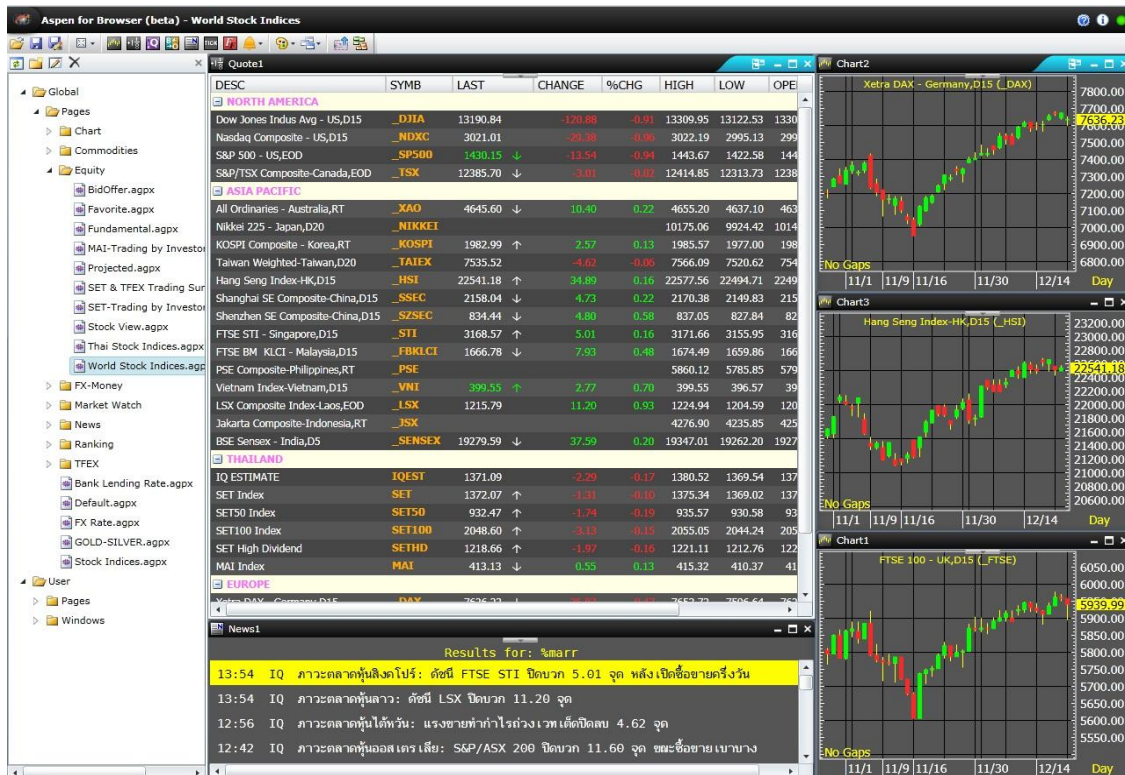 Aspen for Browser (beta) - World Stock Indices
Global
Pages
Chart
Commodities
Equity
BidOffer.agpx
Favorite.agpx
Fundamental.agpx
MAI-Trading by Investor
Projected.agpx
SET & TFEX Trading Sur
SET-Trading by Investor
Stock View.agpx
Thai Stock Indices.agpx
World Stock Indices.agp
FX-Money
Market Watch
News
Ranking
TFEX
Bank Lending Rate.agpx
Default.agpx
FX Rate.agpx
GOLD-SILVER.agpx
Stock Indices.agpx
User
Pages
Windows
Quote1
DESC SYMB LAST CHANGE %CHG HIGH LOW OPE
NORTH AMERICA
Dow Jones Indus Avg - US,D15 _DJIA 13190.84 -120.88 -0.91 13309.95 13122.53 1330
Nasdaq Composite - US,D15 _NDXC 3021.01 -29.38 -0.96 3022.19 2995.13 299
S&P 500 - US,EOD _SP500 1430.15 ↓ -13.54 -0.94 1443.67 1422.58 144
S&P/TSX Composite-Canada,EOD _TSX 12385.70 ↓ -3.01 -0.02 12414.85 12313.73 1238
ASIA PACIFIC
All Ordinaries - Australia,RT _XAO 4645.60 ↓ 10.40 0.22 4655.20 4637.10 463
Nikkei 225 - Japan,D20 _NIKKEI 10175.06 9924.42 1014
KOSPI Composite - Korea,RT _KOSPI 1982.99 ↑ 2.57 0.13 1985.57 1977.00 198
Taiwan Weighted-Taiwan,D20 _TAIEX 7535.52 -4.62 -0.06 7566.09 7520.62 754
Hang Seng Index-HK,D15 _HSI 22541.18 ↑ 34.89 0.16 22577.56 22494.71 2249
Shanghai SE Composite-China,D15 _SSEC 2158.04 ↓ 4.73 0.22 2170.38 2149.83 215
Shenzhen SE Composite-China,D15 _SZSEC 834.44 ↓ 4.80 0.58 837.05 827.84 82
FTSE STI - Singapore,D15 _STI 3168.57 ↑ 5.01 0.16 3171.66 3155.95 316
FTSE BM KLCI - Malaysia,D15 _FBKLCI 1666.78 ↓ 7.93 0.48 1674.49 1659.86 166
PSE Composite-Philippines,RT _PSE 5860.12 5785.85 579
Vietnam Index-Vietnam,D15 _VNI 399.55 ↑ 2.77 0.70 399.55 396.57 39
LSX Composite Index-Laos,EOD _LSX 1215.79 11.20 0.93 1224.94 1204.59 120
Jakarta Composite-Indonesia,RT _JSX 4276.90 4235.85 425
BSE Sensex - India,D5 _SENSEX 19279.59 ↓ 37.59 0.20 19347.01 19262.20 1927
THAILAND
IQ ESTIMATE IQEST 1371.09 -2.29 -0.17 1380.52 1369.54 137
SET Index SET 1372.07 ↑ -1.31 -0.10 1375.34 1369.02 137
SET50 Index SET50 932.47 ↑ -1.74 -0.19 935.57 930.58 93
SET100 Index SET100 2048.60 ↑ -3.13 -0.15 2055.05 2044.24 205
SET High Dividend SETHD 1218.66 ↑ -1.97 -0.16 1221.11 1212.76 122
MAI Index MAI 413.13 ↓ 0.55 0.13 415.32 410.37 41
EUROPE
News1
Results for: %marr
13:54 IQ ภาวะตลาดหุ้นสิงคโปร์: ดัชนี FTSE STI ปิดบวก 5.01 จุด หลังเปิดซื้อขายครึ่งวัน
13:54 IQ ภาวะตลาดหุ้นลาว: ดัชนี LSX ปิดบวก 11.20 จุด
12:56 IQ ภาวะตลาดหุ้นไต้หวัน: แรงขายทำกำไรถ่วงเวทเต็ดปิดลบ 4.62 จุด
12:42 IQ ภาวะตลาดหุ้นออสเตรเลีย: S&P/ASX 200 ปิดบวก 11.60 จุด ขณะซื้อขายเบาบาง
Chart2
Xetra DAX - Germany,D15 (_DAX)
7800.00
7700.00
7636.23
7600.00
7500.00
7400.00
7300.00
7200.00
7100.00
7000.00
6900.00
6800.00
No Gaps
11/1 11/9 11/16 11/30 12/14 Day
Chart3
Hang Seng Index-HK,D15 (_HSI)
23200.00
23000.00
22800.00
22541.18
22400.00
22200.00
22000.00
21800.00
21600.00
21400.00
21200.00
21000.00
20800.00
20600.00
No Gaps
11/1 11/9 11/16 11/30 12/14 Day
Chart1
FTSE 100 - UK,D15 (_FTSE)
6050.00
6000.00
5939.99
5900.00
5850.00
5800.00
5750.00
5700.00
5650.00
5600.00
5550.00
No Gaps
11/1 11/9 11/16 11/30 12/14 Day